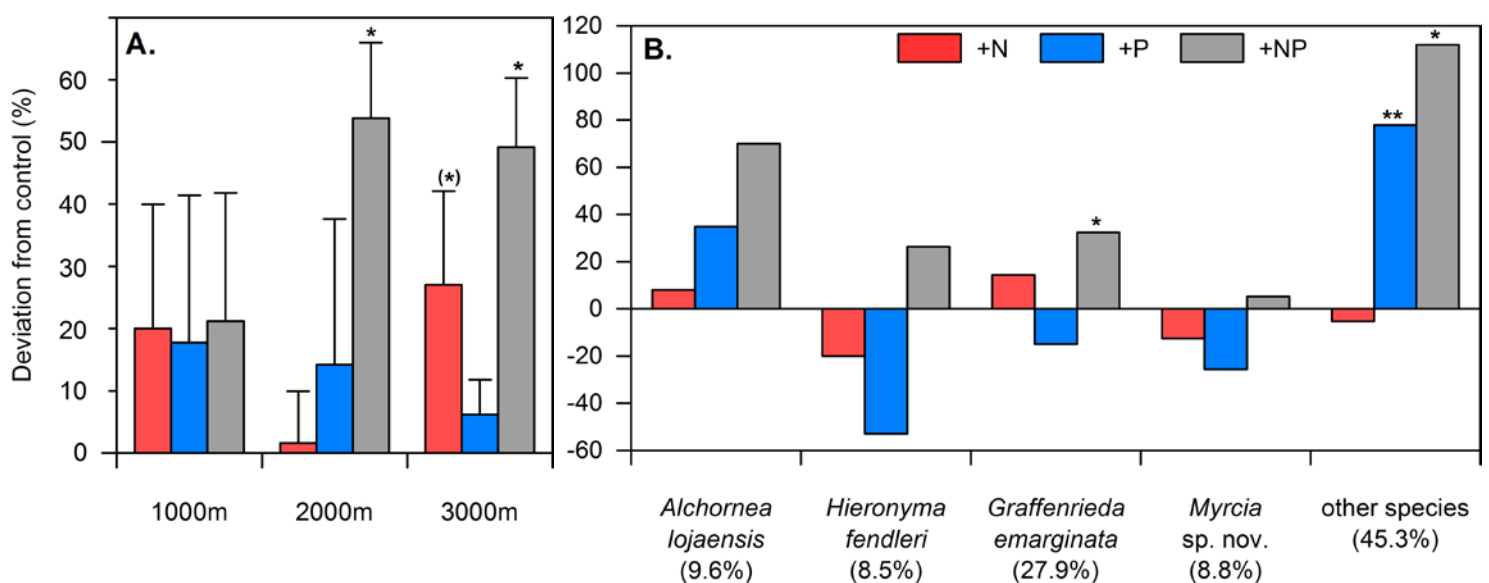 Deviation from control (%)
A.
60
50
40
30
20
10
0
*
(*)
*
1000m 2000m 3000m
B.
+N +P +NP
120
100
80
60
40
20
0
-20
-40
-60
*
**
*
Alchornea lojaensis (9.6%)
Hieronyma fendleri (8.5%)
Graffenrieda emarginata (27.9%)
Myrcia sp. nov. (8.8%)
other species (45.3%)